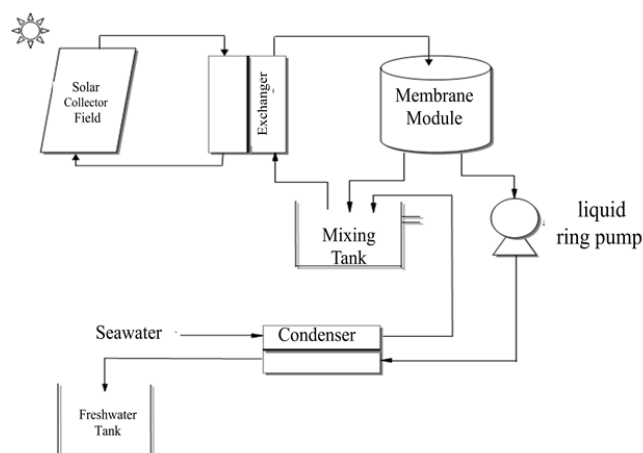 Solar
Collector
Field
Exchanger
Membrane
Module
liquid
ring pump
Mixing
Tank
Seawater
Condenser
Freshwater
Tank